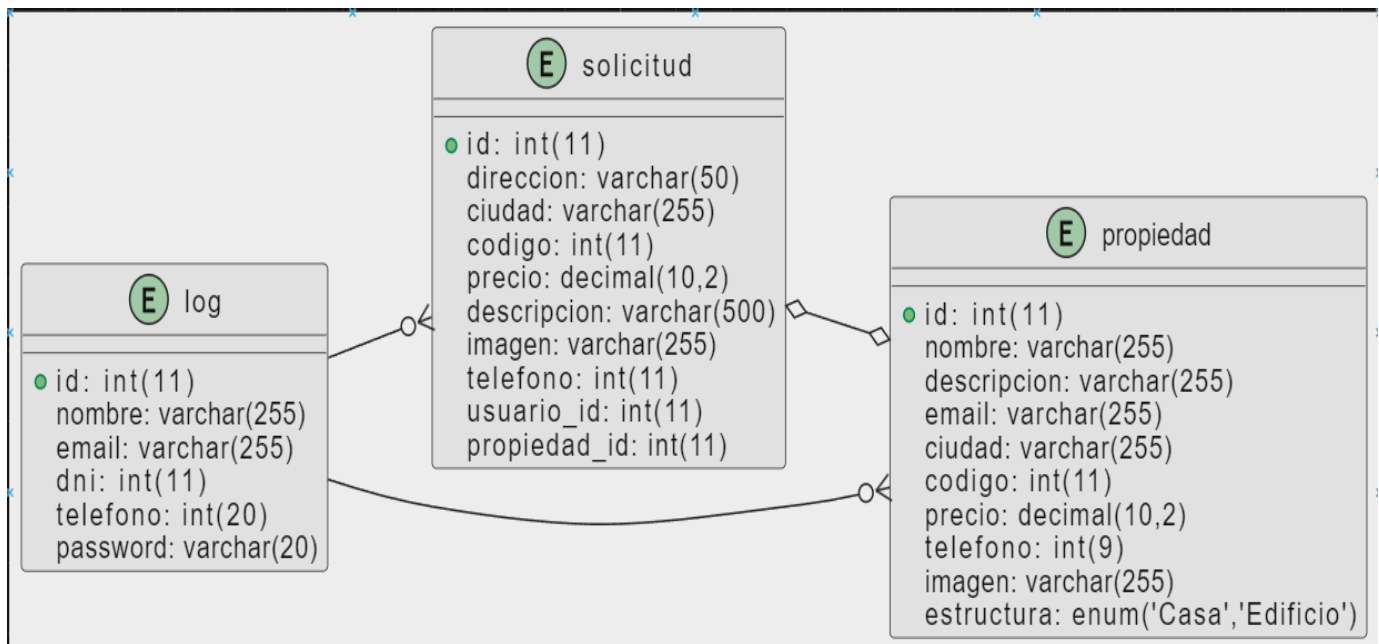 E solicitud
id: int(11)
direccion: varchar(50)
ciudad: varchar(255)
codigo: int(11)
precio: decimal(10,2)
descripcion: varchar(500)
imagen: varchar(255)
telefono: int(11)
usuario_id: int(11)
propiedad_id: int(11)
E log
id: int(11)
nombre: varchar(255)
email: varchar(255)
dni: int(11)
telefono: int(20)
password: varchar(20)
E propiedad
id: int(11)
nombre: varchar(255)
descripcion: varchar(255)
email: varchar(255)
ciudad: varchar(255)
codigo: int(11)
precio: decimal(10,2)
telefono: int(9)
imagen: varchar(255)
estructura: enum('Casa','Edificio')